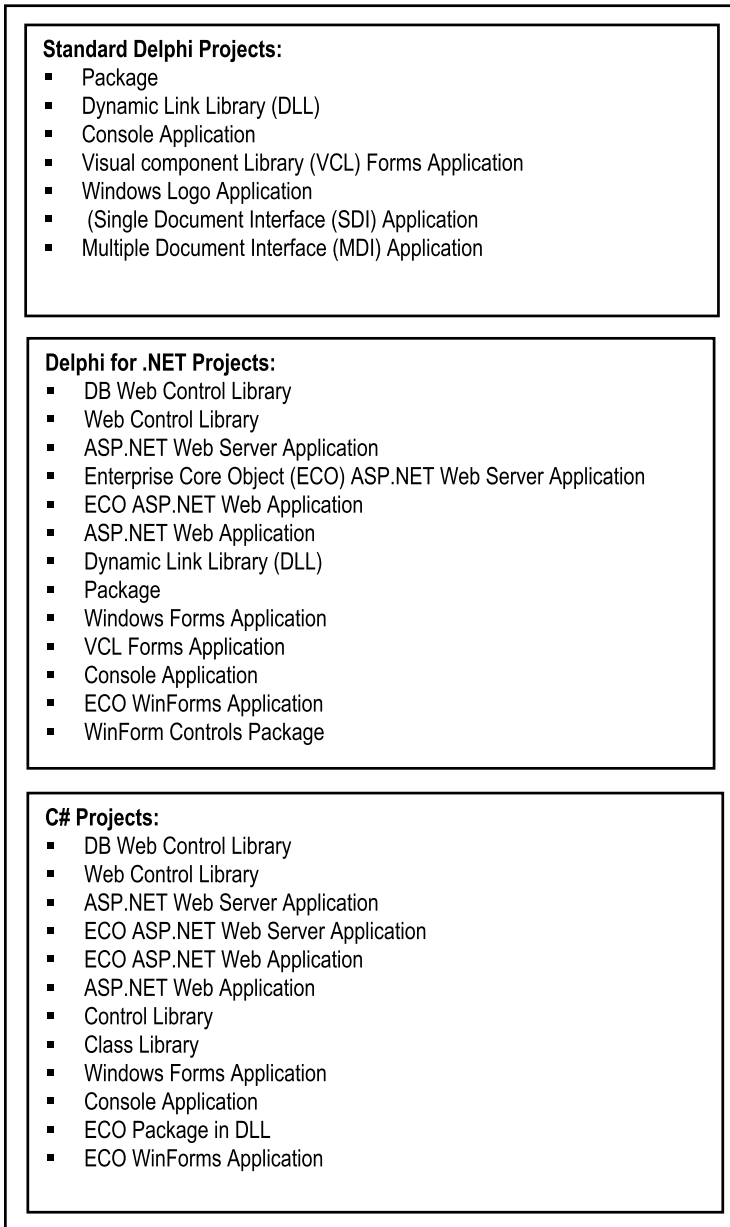 Standard Delphi Projects:
▪ Package
▪ Dynamic Link Library (DLL)
▪ Console Application
▪ Visual component Library (VCL) Forms Application
▪ Windows Logo Application
▪ (Single Document Interface (SDI) Application
▪ Multiple Document Interface (MDI) Application
Delphi for .NET Projects:
▪ DB Web Control Library
▪ Web Control Library
▪ ASP.NET Web Server Application
▪ Enterprise Core Object (ECO) ASP.NET Web Server Application
▪ ECO ASP.NET Web Application
▪ ASP.NET Web Application
▪ Dynamic Link Library (DLL)
▪ Package
▪ Windows Forms Application
▪ VCL Forms Application
▪ Console Application
▪ ECO WinForms Application
▪ WinForm Controls Package
C# Projects:
▪ DB Web Control Library
▪ Web Control Library
▪ ASP.NET Web Server Application
▪ ECO ASP.NET Web Server Application
▪ ECO ASP.NET Web Application
▪ ASP.NET Web Application
▪ Control Library
▪ Class Library
▪ Windows Forms Application
▪ Console Application
▪ ECO Package in DLL
▪ ECO WinForms Application